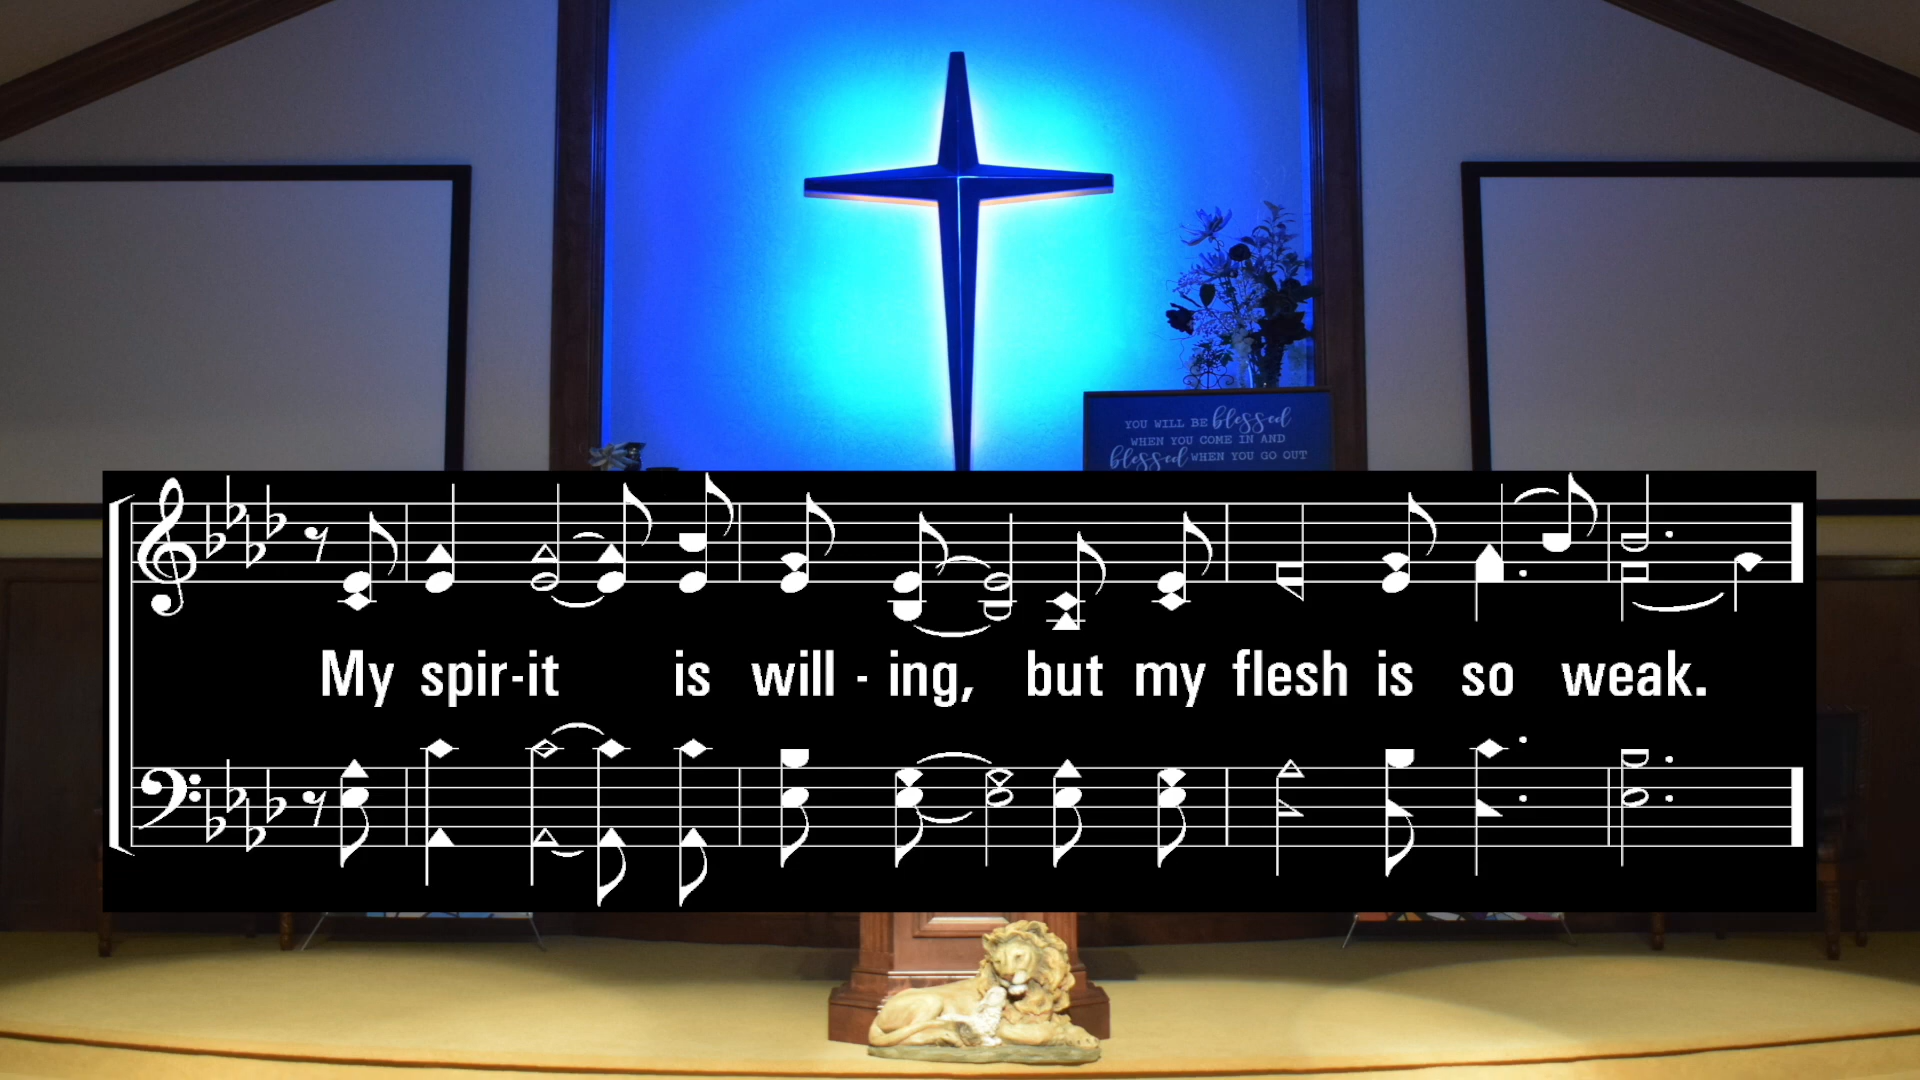 YOU WILL BE blessed
WHEN YOU COME IN AND
blessed WHEN YOU GO OUT
My spir-it is will - ing, but my flesh is so weak.